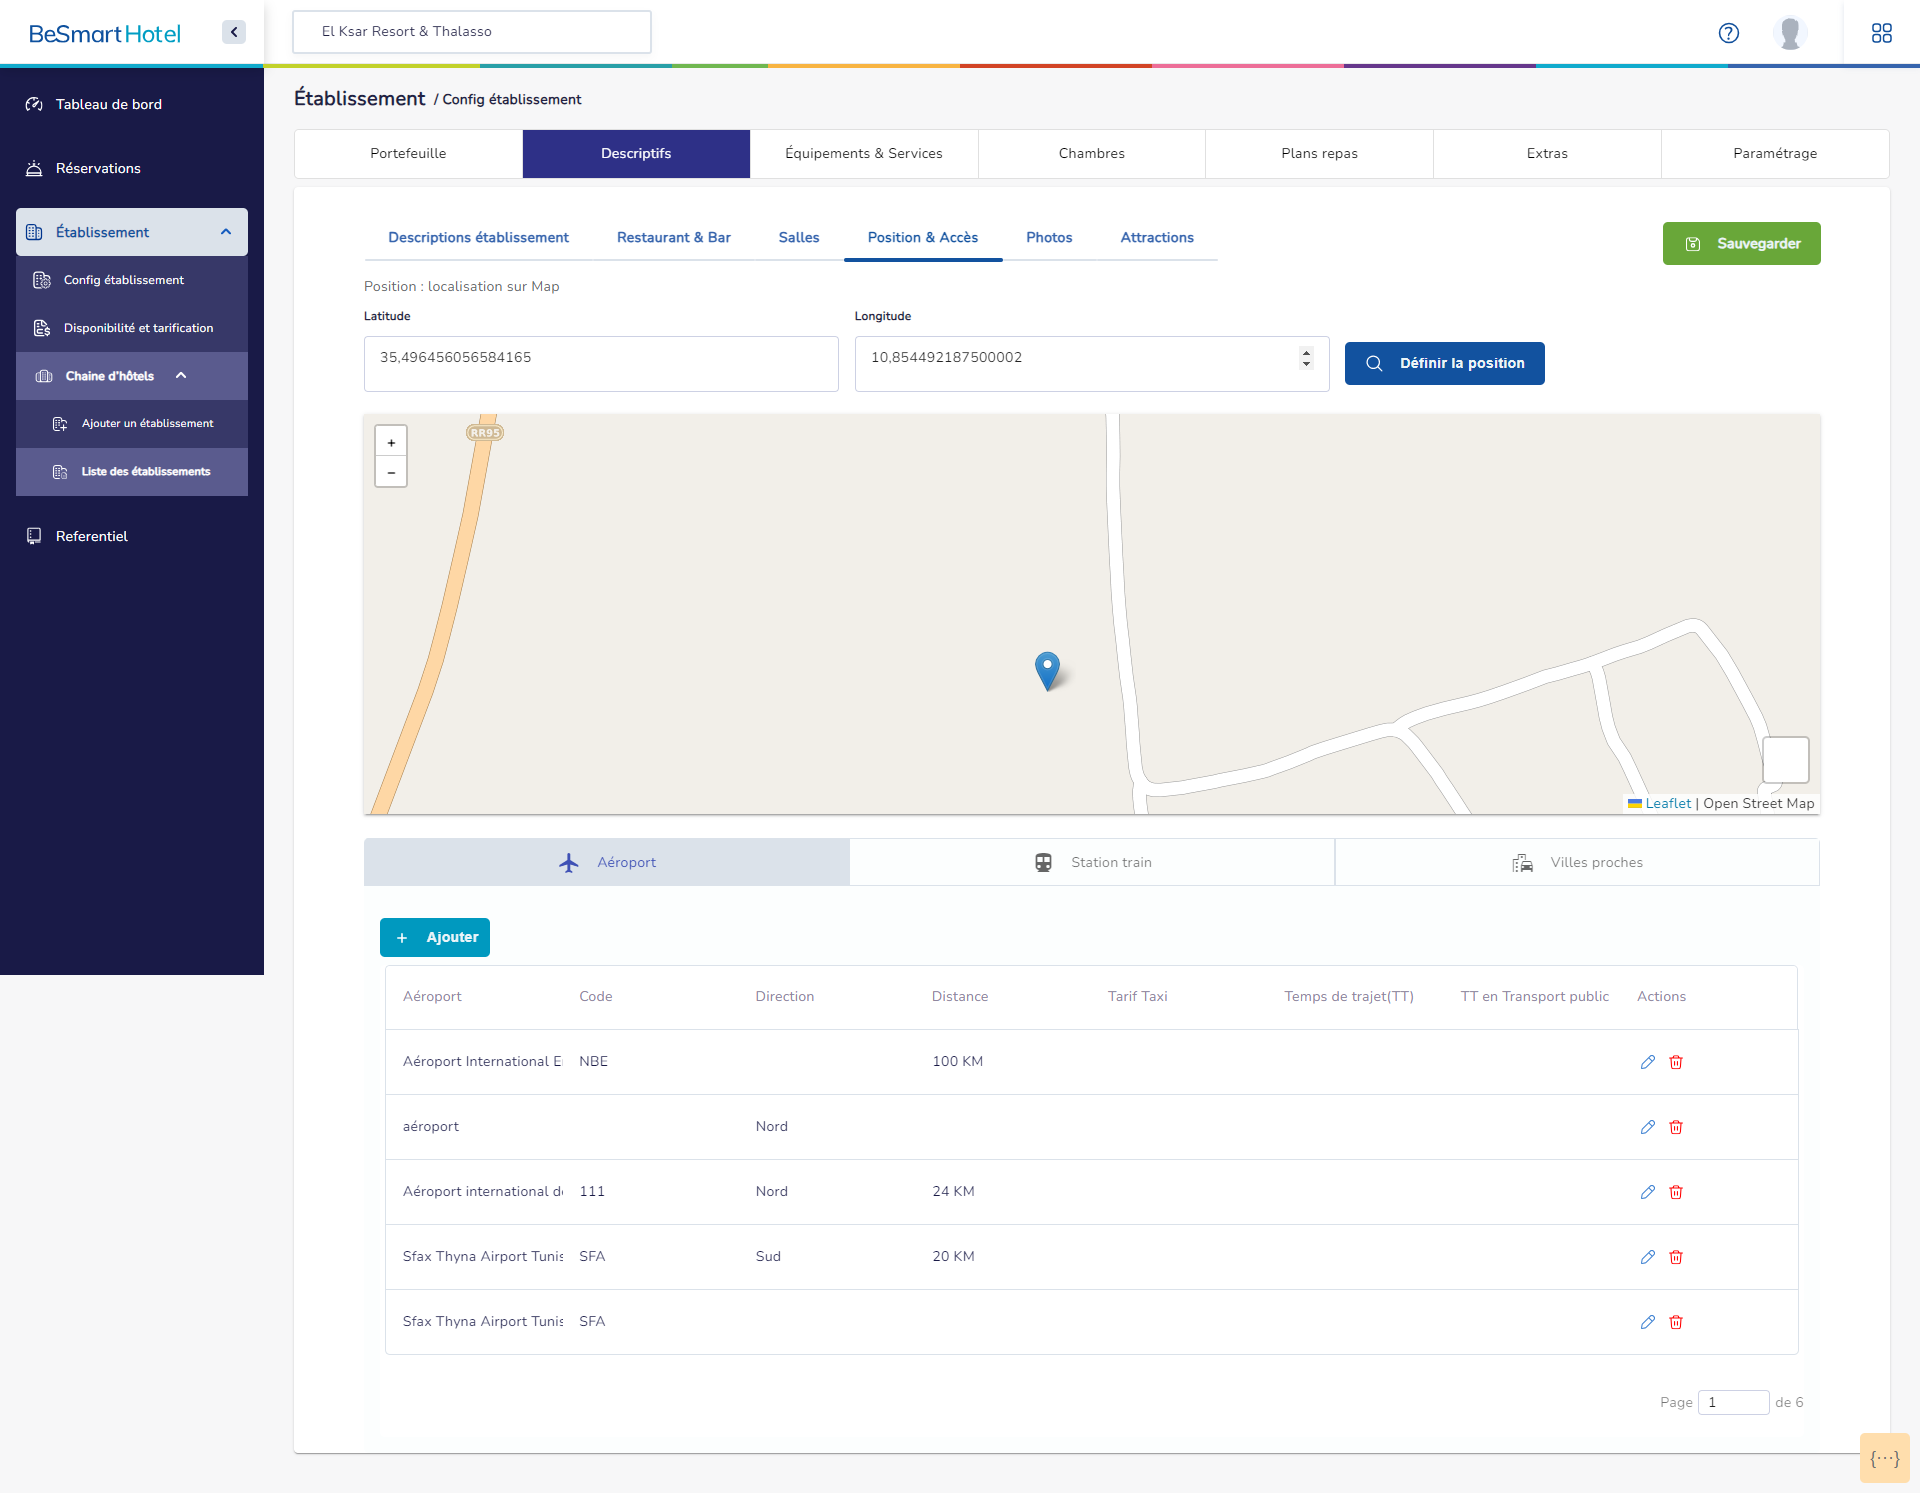 BeSmart Hotel
El Ksar Resort & Thalasso
Tableau de bord
Réservations
Établissement
Config établissement
Disponibilité et tarification
Chaine d'hôtels
Ajouter un établissement
Liste des établissements
Referentiel
Établissement / Config établissement
Portefeuille
Descriptifs
Équipements & Services
Chambres
Plans repas
Extras
Paramétrage
Descriptions établissement
Restaurant & Bar
Salles
Position & Accès
Photos
Attractions
Sauvegarder
Position : localisation sur Map
Latitude
Longitude
35,496456056584165
10,854492187500002
Définir la position
RR95
+
−
Leaflet | Open Street Map
Aéroport
Station train
Villes proches
+ Ajouter
Aéroport Code Direction Distance Tarif Taxi Temps de trajet(TT) TT en Transport public Actions
Aéroport International NBE 100 KM
aéroport Nord
Aéroport international 111 Nord 24 KM
Sfax Thyna Airport Tunis SFA Sud 20 KM
Sfax Thyna Airport Tunis SFA
Page 1 de 6
{···}